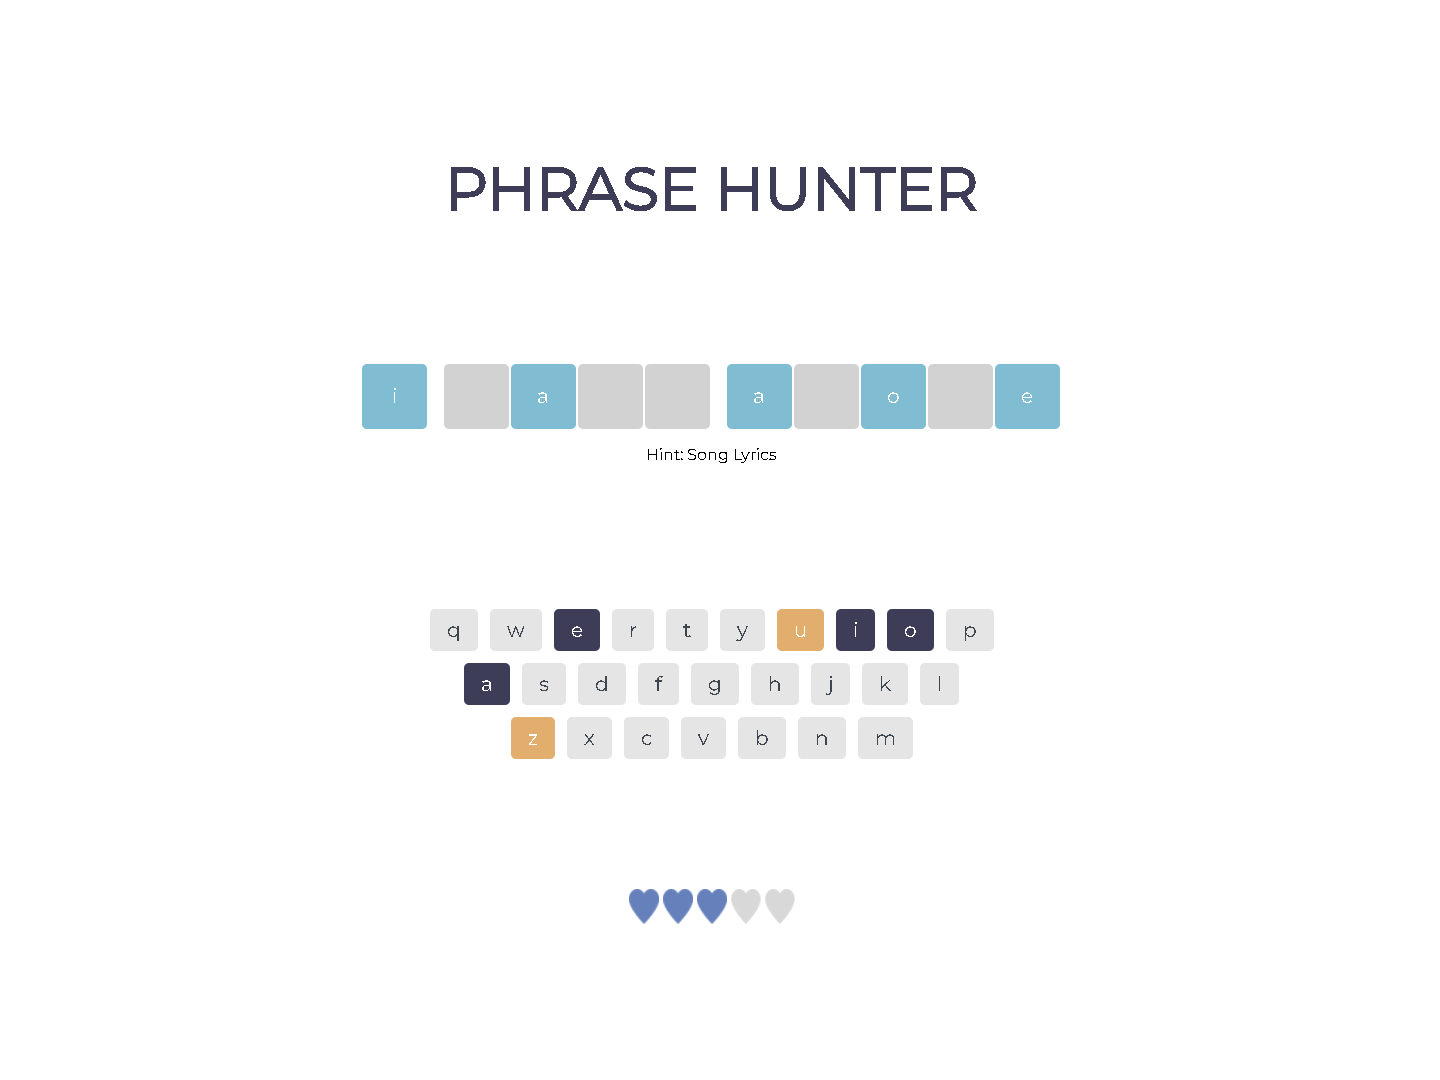 PHRASE HUNTER
i a a o e
Hint: Song Lyrics
q w e r t y u i o p
a s d f g h j k l
z x c v b n m